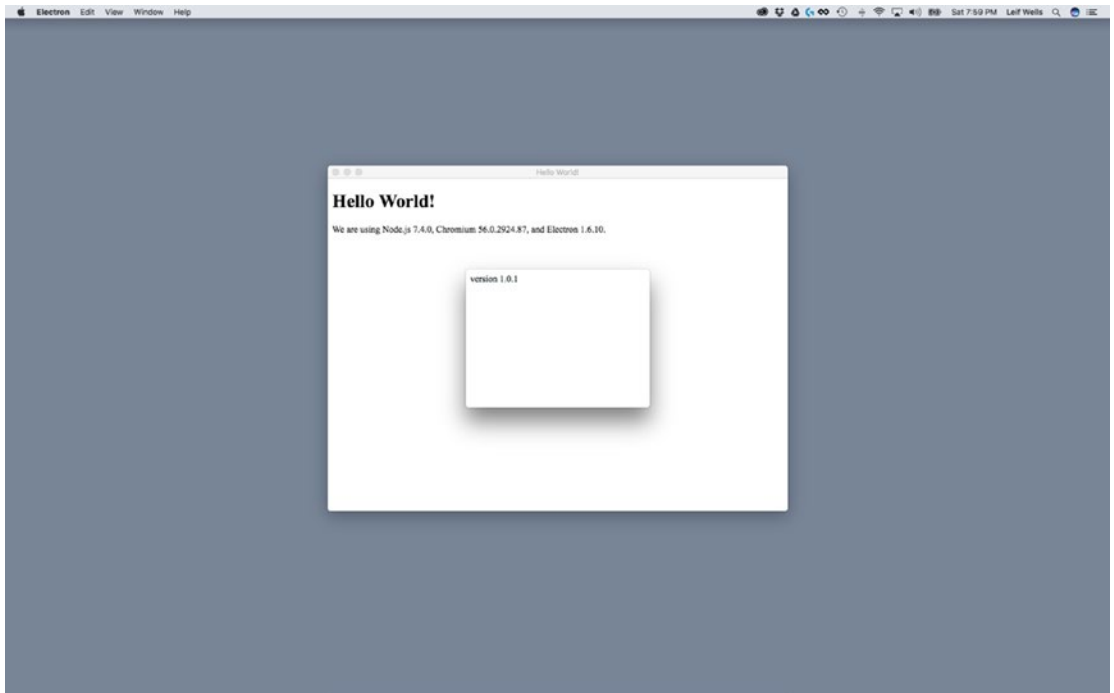 Electron Edit View Window Help Sat 7:59 PM Leif Wells
Hello World!
Hello World!
We are using Node.js 7.4.0, Chromium 56.0.2924.87, and Electron 1.6.10.
version 1.0.1